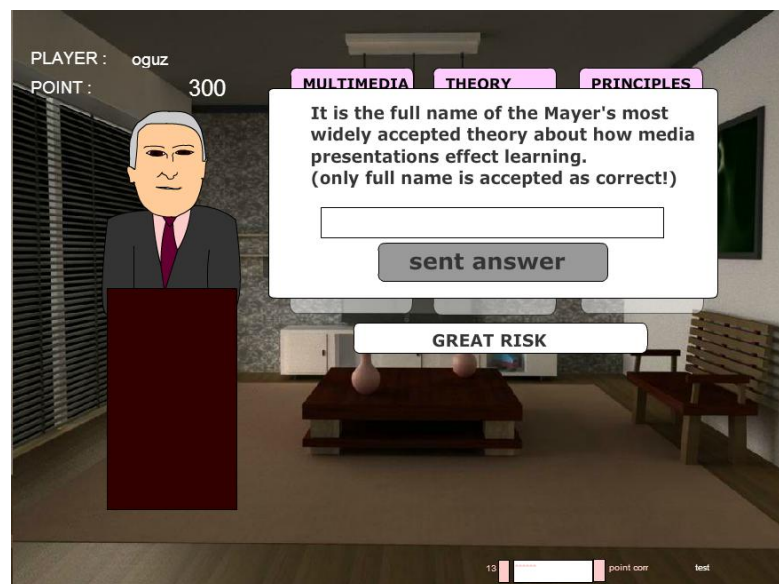 PLAYER : oguz
POINT : 300
MULTIMEDIA THEORY PRINCIPLES
It is the full name of the Mayer's most
widely accepted theory about how media
presentations effect learning.
(only full name is accepted as correct!)
sent answer
GREAT RISK
13 ------ point corr test